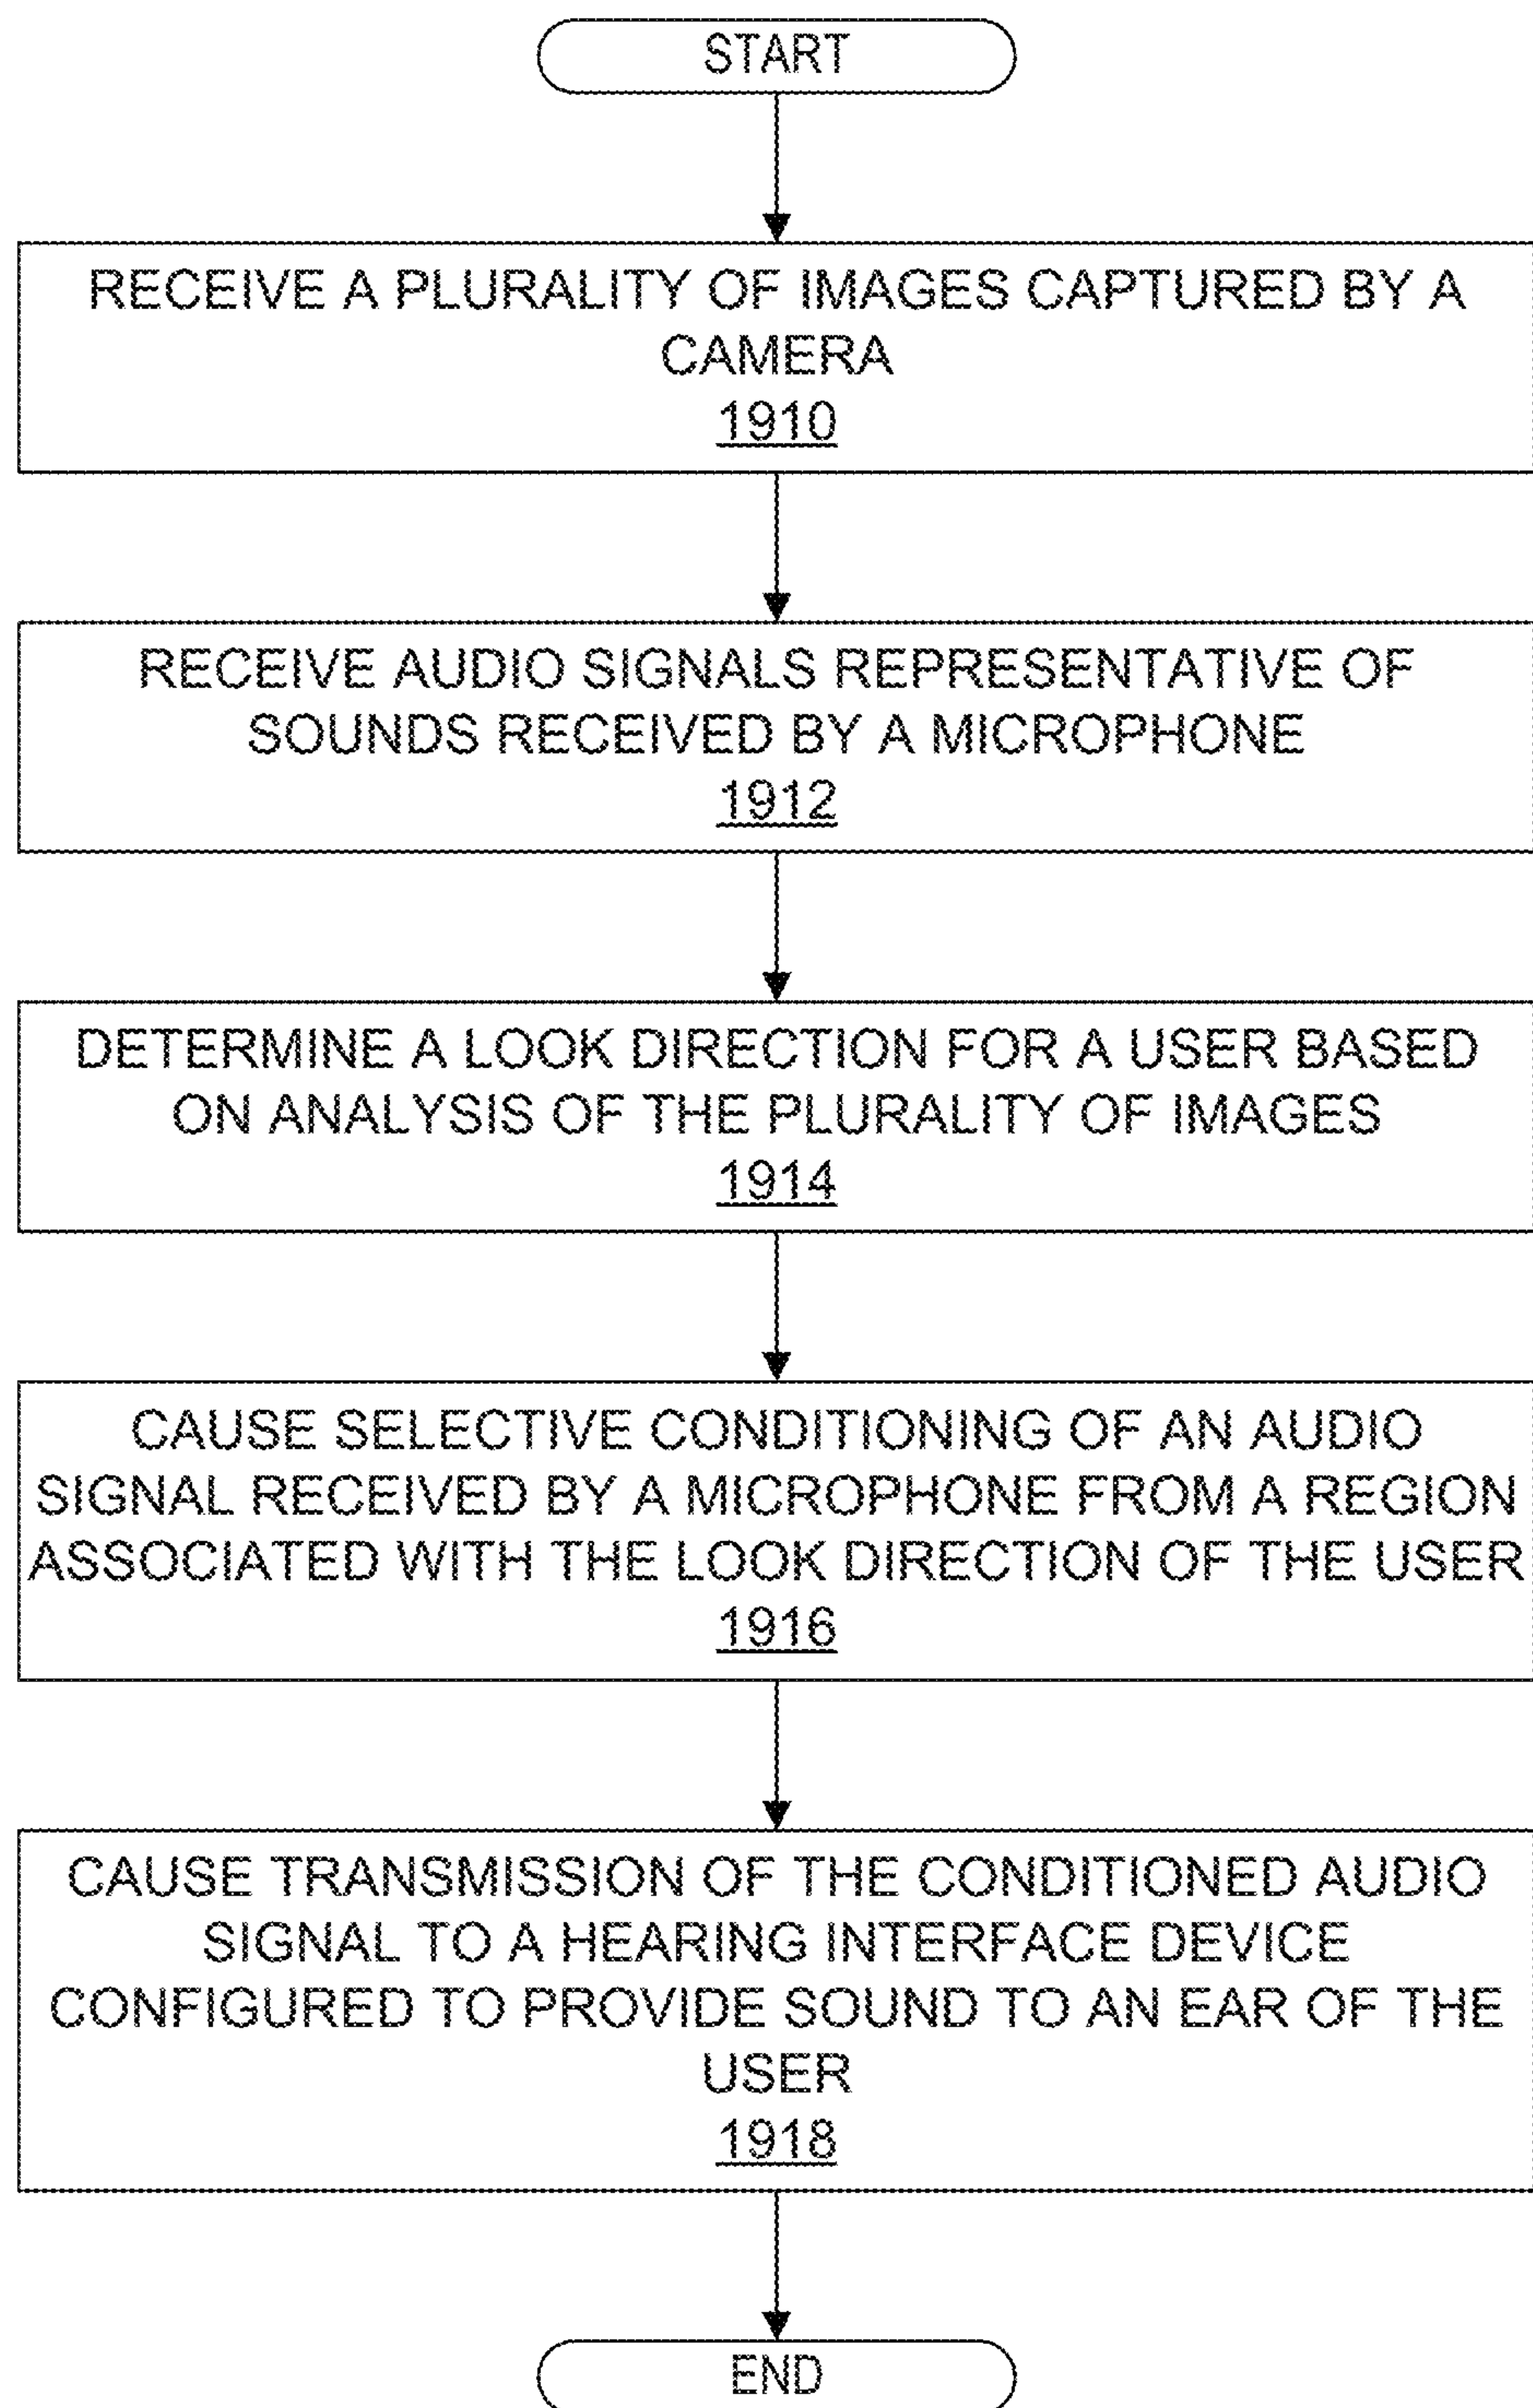 START
RECEIVE A PLURALITY OF IMAGES CAPTURED BY A
CAMERA
1910
RECEIVE AUDIO SIGNALS REPRESENTATIVE OF
SOUNDS RECEIVED BY A MICROPHONE
1912
DETERMINE A LOOK DIRECTION FOR A USER BASED
ON ANALYSIS OF THE PLURALITY OF IMAGES
1914
CAUSE SELECTIVE CONDITIONING OF AN AUDIO
SIGNAL RECEIVED BY A MICROPHONE FROM A REGION
ASSOCIATED WITH THE LOOK DIRECTION OF THE USER
1916
CAUSE TRANSMISSION OF THE CONDITIONED AUDIO
SIGNAL TO A HEARING INTERFACE DEVICE
CONFIGURED TO PROVIDE SOUND TO AN EAR OF THE
USER
1918
END